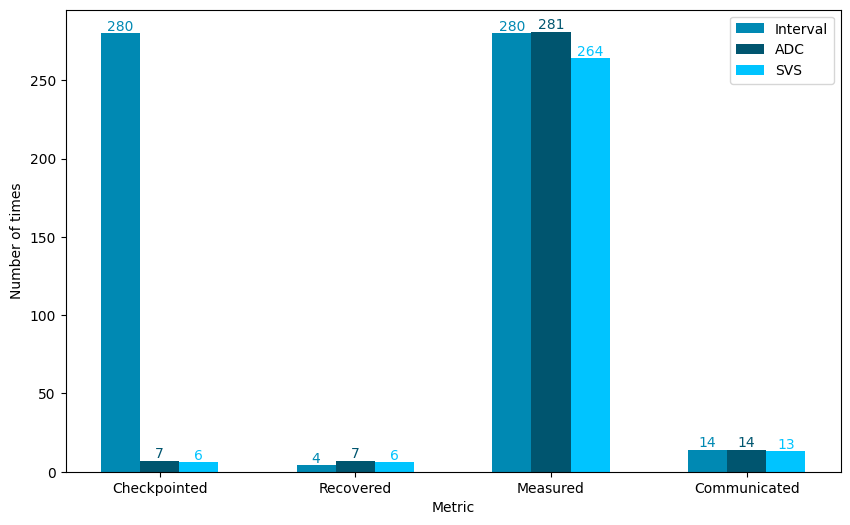 280
280
281
264
Interval
ADC
SVS
250
200
150
100
50
0
Number of times
7
6
4
7
6
14
14
13
Checkpointed
Recovered
Measured
Communicated
Metric